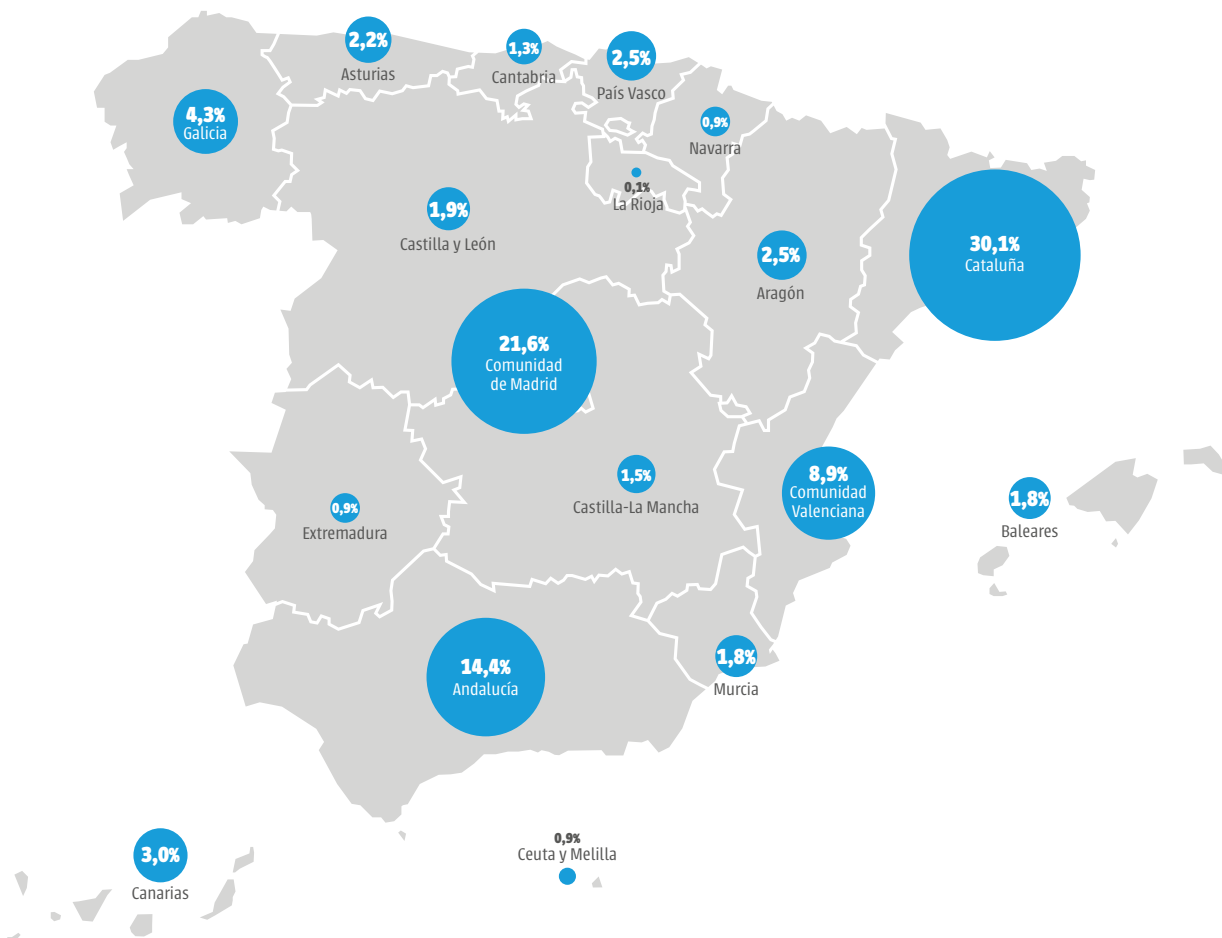 2,2%
Asturias
1,3%
Cantabria
2,5%
País Vasco
4,3%
Galicia
0,9%
Navarra
0,1%
La Rioja
1,9%
Castilla y León
2,5%
Aragón
30,1%
Cataluña
21,6%
Comunidad
de Madrid
1,5%
Castilla-La Mancha
8,9%
Comunidad
Valenciana
1,8%
Baleares
0,9%
Extremadura
14,4%
Andalucía
1,8%
Murcia
3,0%
Canarias
0,9%
Ceuta y Melilla